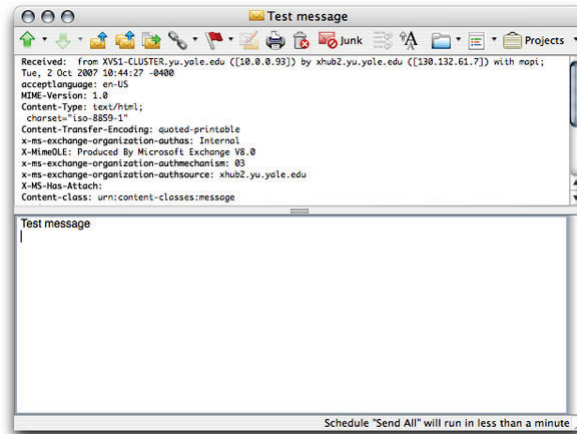 Test message
Junk
Projects
Received: from XVS1-CLUSTER.yu.yale.edu ([10.0.0.93]) by xhub2.yu.yale.edu ([130.132.61.7]) with mapi;
Tue, 2 Oct 2007 10:44:27 -0400
acceptlanguage: en-US
MIME-Version: 1.0
Content-Type: text/html;
charset="iso-8859-1"
Content-Transfer-Encoding: quoted-printable
x-ms-exchange-organization-authas: Internal
X-MimeOLE: Produced By Microsoft Exchange V8.0
x-ms-exchange-organization-authmechanism: 03
x-ms-exchange-organization-authsource: xhub2.yu.yale.edu
X-MS-Has-Attach:
Content-class: urn:content-classes:message
Test message
Schedule "Send All" will run in less than a minute